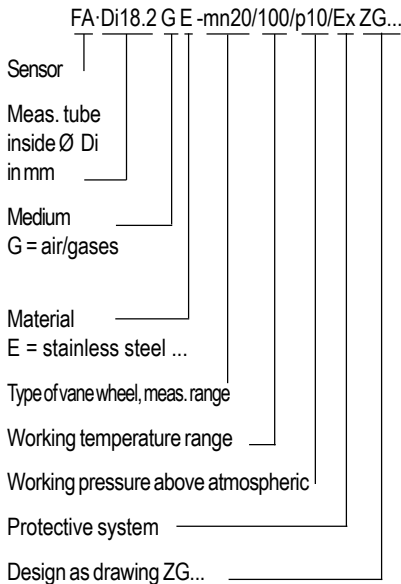 FA·Di18.2 G E -mn20/100/p10/Ex ZG...
Sensor
Meas. tube
inside Ø Di
in mm
Medium
G = air/gases
Material
E = stainless steel ...
Type of vane wheel, meas. range
Working temperature range
Working pressure above atmospheric
Protective system
Design as drawing ZG...